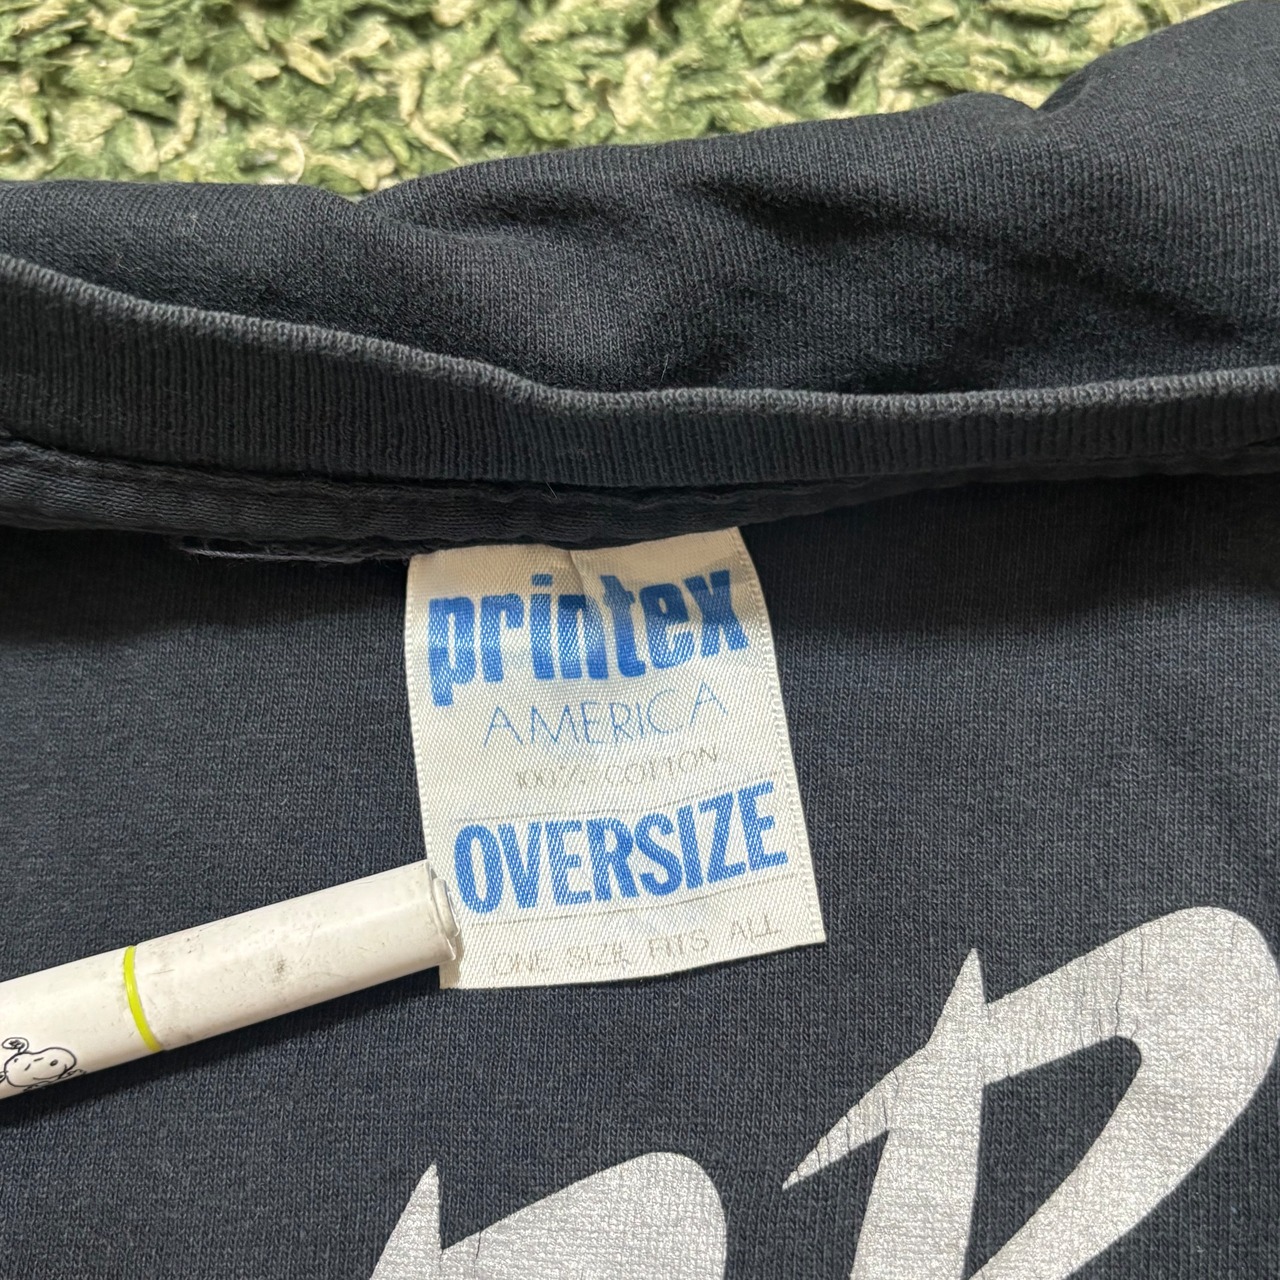 printex
AMERICA
100% COTTON
OVERSIZE
ONE SIZE FITS ALL